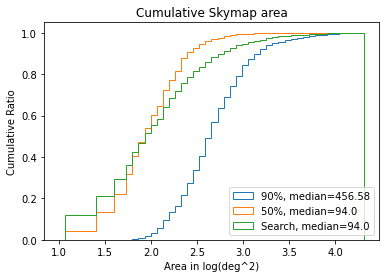 Cumulative Skymap area
Cumulative Ratio
1.0
0.8
0.6
0.4
0.2
0.0
90%, median=456.58
50%, median=94.0
Search, median=94.0
1.0 1.5 2.0 2.5 3.0 3.5 4.0
Area in log(deg^2)